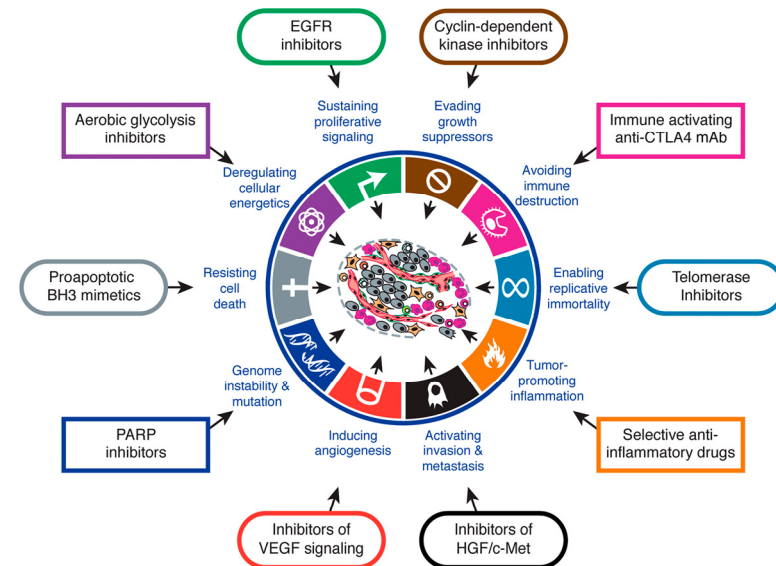 EGFR
inhibitors
Cyclin-dependent
kinase inhibitors
Sustaining
proliferative
signaling
Evading
growth
suppressors
Aerobic glycolysis
inhibitors
Immune activating
anti-CTLA4 mAb
Deregulating
cellular
energetics
Avoiding
immune
destruction
Proapoptotic
BH3 mimetics
Resisting
cell
death
Enabling
replicative
immortality
Telomerase
Inhibitors
Genome
instability &
mutation
Tumor-
promoting
inflammation
PARP
inhibitors
Inducing
angiogenesis
Activating
invasion &
metastasis
Selective anti-
inflammatory drugs
Inhibitors of
VEGF signaling
Inhibitors of
HGF/c-Met